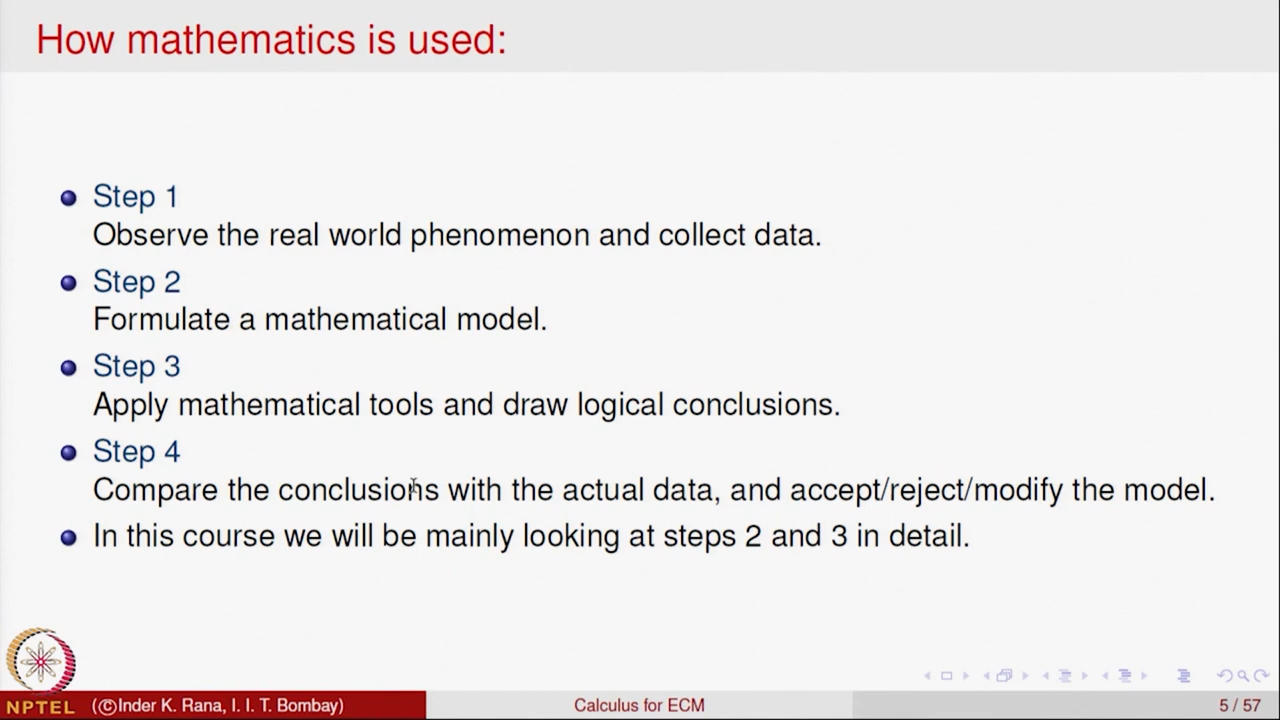 How mathematics is used:
Step 1
Observe the real world phenomenon and collect data.
Step 2
Formulate a mathematical model.
Step 3
Apply mathematical tools and draw logical conclusions.
Step 4
Compare the conclusions with the actual data, and accept/reject/modify the model.
In this course we will be mainly looking at steps 2 and 3 in detail.
NPTEL
(©Inder K. Rana, I. I. T. Bombay)
Calculus for ECM
5 / 57